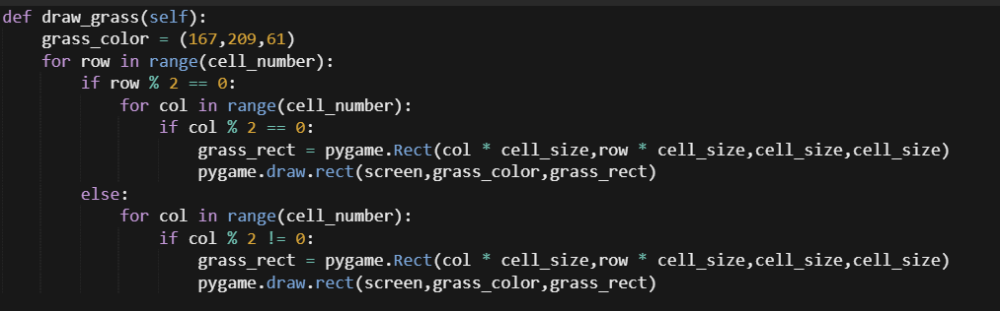 def draw_grass(self):
    grass_color = (167,209,61)
    for row in range(cell_number):
        if row % 2 == 0:
            for col in range(cell_number):
                if col % 2 == 0:
                    grass_rect = pygame.Rect(col * cell_size,row * cell_size,cell_size,cell_size)
                    pygame.draw.rect(screen,grass_color,grass_rect)
        else:
            for col in range(cell_number):
                if col % 2 != 0:
                    grass_rect = pygame.Rect(col * cell_size,row * cell_size,cell_size,cell_size)
                    pygame.draw.rect(screen,grass_color,grass_rect)